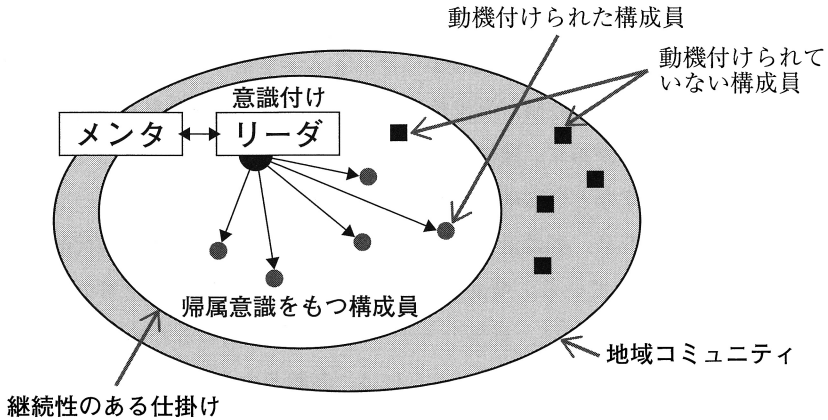 動機付けられた構成員
動機付けられて
いない構成員
意識付け
メンタ
リーダ
帰属意識をもつ構成員
地域コミュニティ
継続性のある仕掛け